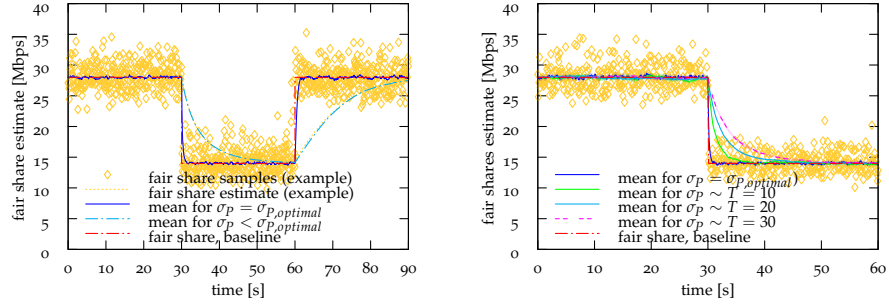 fair share estimate [Mbps]
40
35
30
25
20
15
10
5
0
fair share samples (example)
fair share estimate (example)
mean for σP = σP,optimal
mean for σP < σP,optimal
fair share, baseline
0 10 20 30 40 50 60 70 80 90
time [s]
fair shares estimate [Mbps]
40
35
30
25
20
15
10
5
0
mean for σP = σP,optimal)
mean for σP ∼ T = 10
mean for σP ∼ T = 20
mean for σP ∼ T = 30
fair share, baseline
0 10 20 30 40 50 60
time [s]